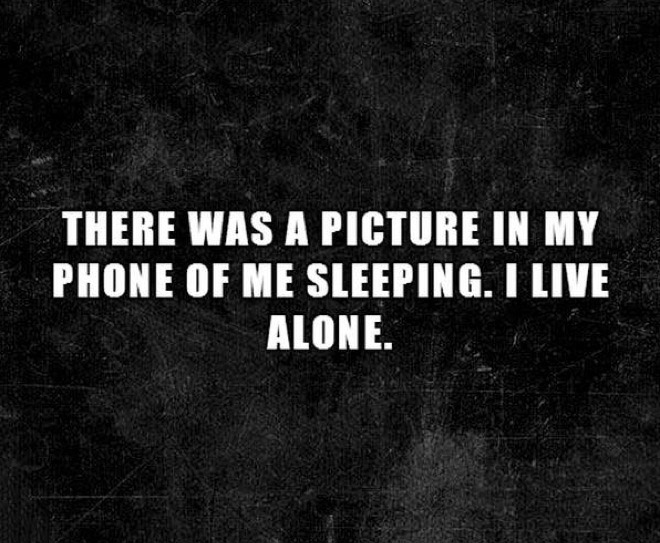 THERE WAS A PICTURE IN MY
PHONE OF ME SLEEPING. I LIVE
ALONE.